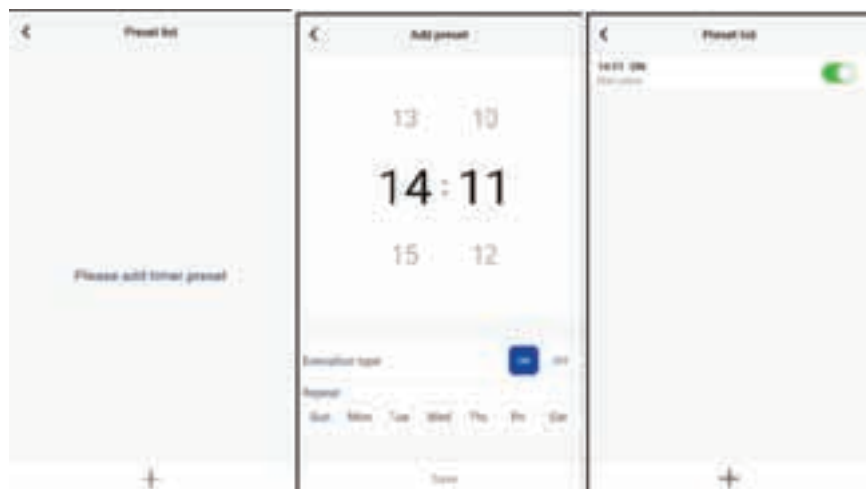 Preset list
Please add timer preset
+
Add preset
13 10
14 : 11
15 12
Execution type ON OFF
Repeat
Sun Mon Tue Wed Thu Fri Sat
Save
Preset list
14:11 ON
+